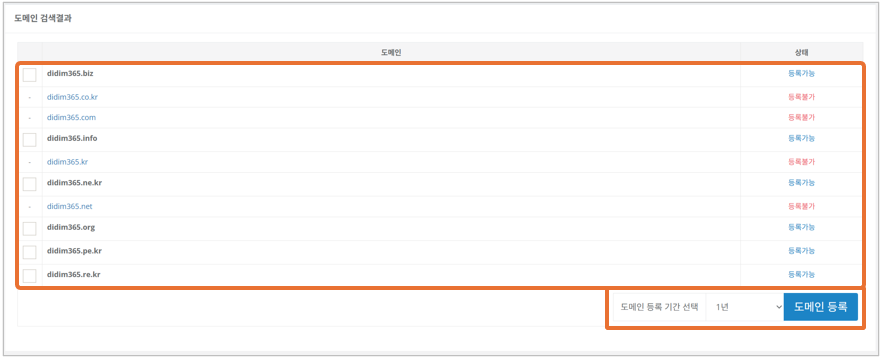 도메인 검색결과
도메인 상태
didim365.biz 등록가능
- didim365.co.kr 등록불가
- didim365.com 등록불가
didim365.info 등록가능
- didim365.kr 등록불가
didim365.ne.kr 등록가능
- didim365.net 등록불가
didim365.org 등록가능
didim365.pe.kr 등록가능
didim365.re.kr 등록가능
도메인 등록 기간 선택 1년 도메인 등록